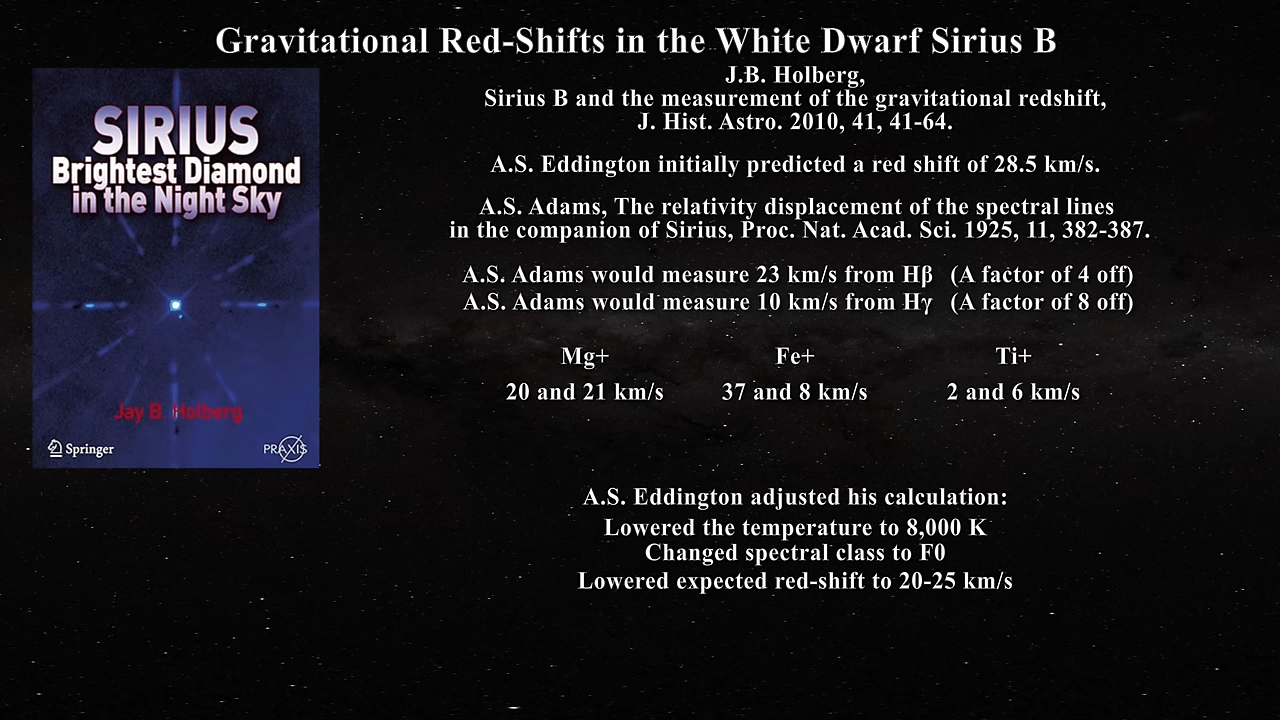 Gravitational Red-Shifts in the White Dwarf Sirius B
SIRIUS
Brightest Diamond
in the Night Sky
Jay B. Holberg
Springer
PRAXIS
J.B. Holberg,
Sirius B and the measurement of the gravitational redshift,
J. Hist. Astro. 2010, 41, 41-64.
A.S. Eddington initially predicted a red shift of 28.5 km/s.
A.S. Adams, The relativity displacement of the spectral lines
in the companion of Sirius, Proc. Nat. Acad. Sci. 1925, 11, 382-387.
A.S. Adams would measure 23 km/s from Hβ (A factor of 4 off)
A.S. Adams would measure 10 km/s from Hγ (A factor of 8 off)
Mg+ Fe+ Ti+
20 and 21 km/s 37 and 8 km/s 2 and 6 km/s
A.S. Eddington adjusted his calculation:
Lowered the temperature to 8,000 K
Changed spectral class to F0
Lowered expected red-shift to 20-25 km/s